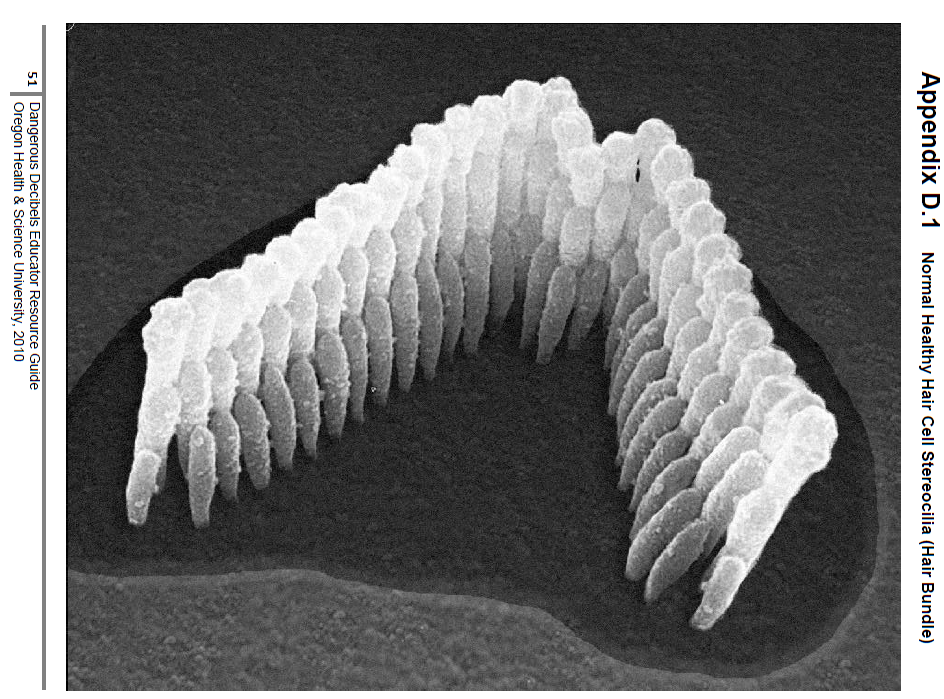 Appendix D.1 Normal Healthy Hair Cell Stereocilia (Hair Bundle)
51 Dangerous Decibels Educator Resource Guide
Oregon Health & Science University, 2010